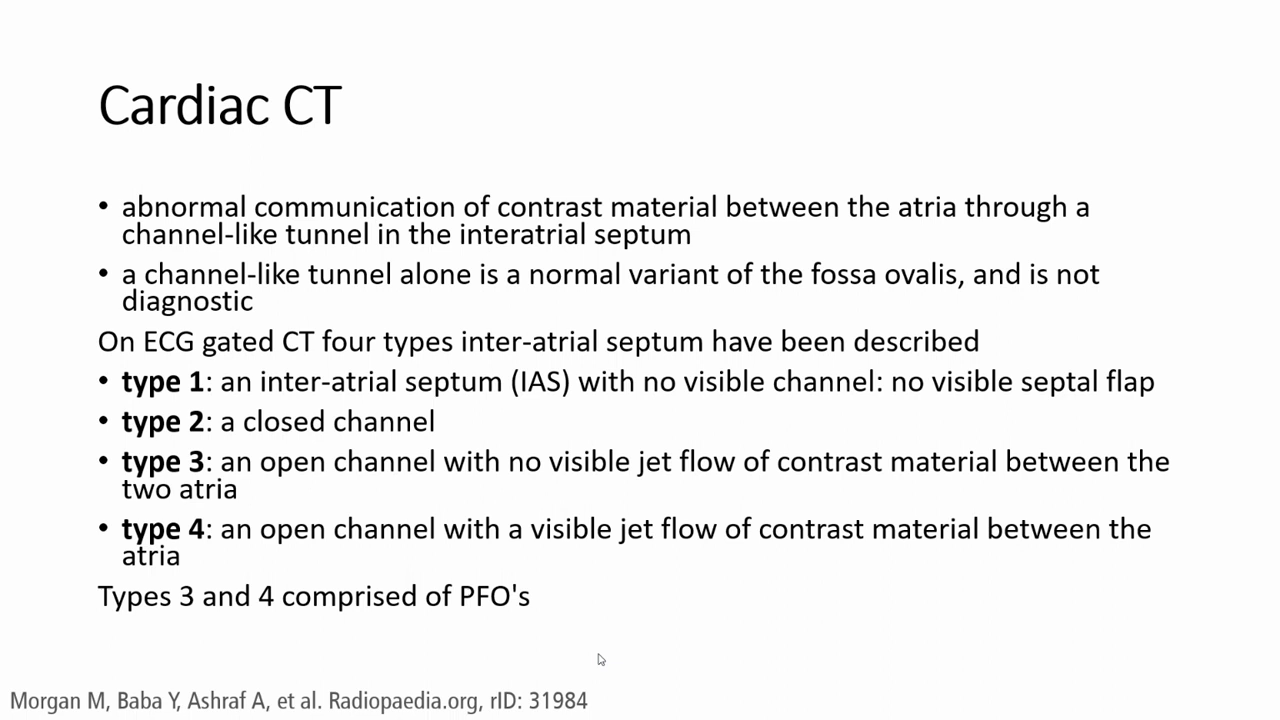 Cardiac CT
• abnormal communication of contrast material between the atria through a
channel-like tunnel in the interatrial septum
• a channel-like tunnel alone is a normal variant of the fossa ovalis, and is not
diagnostic
On ECG gated CT four types inter-atrial septum have been described
• type 1: an inter-atrial septum (IAS) with no visible channel: no visible septal flap
• type 2: a closed channel
• type 3: an open channel with no visible jet flow of contrast material between the
two atria
• type 4: an open channel with a visible jet flow of contrast material between the
atria
Types 3 and 4 comprised of PFO's
Morgan M, Baba Y, Ashraf A, et al. Radiopaedia.org, rID: 31984